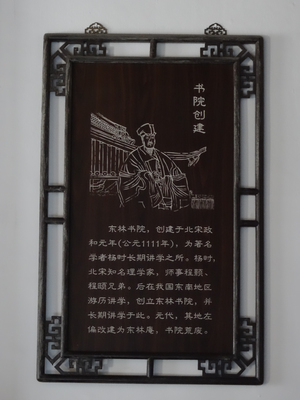 书院创建
东林书院，创建于北宋政
和元年(公元1111年)，为著名
学者杨时长期讲学之所。杨时，
北宋知名理学家，师事程颢、
程颐兄弟。后在我国东南地区
游历讲学，创立东林书院，并
长期讲学于此。元代，其地左
偏改建为东林庵，书院荒废。